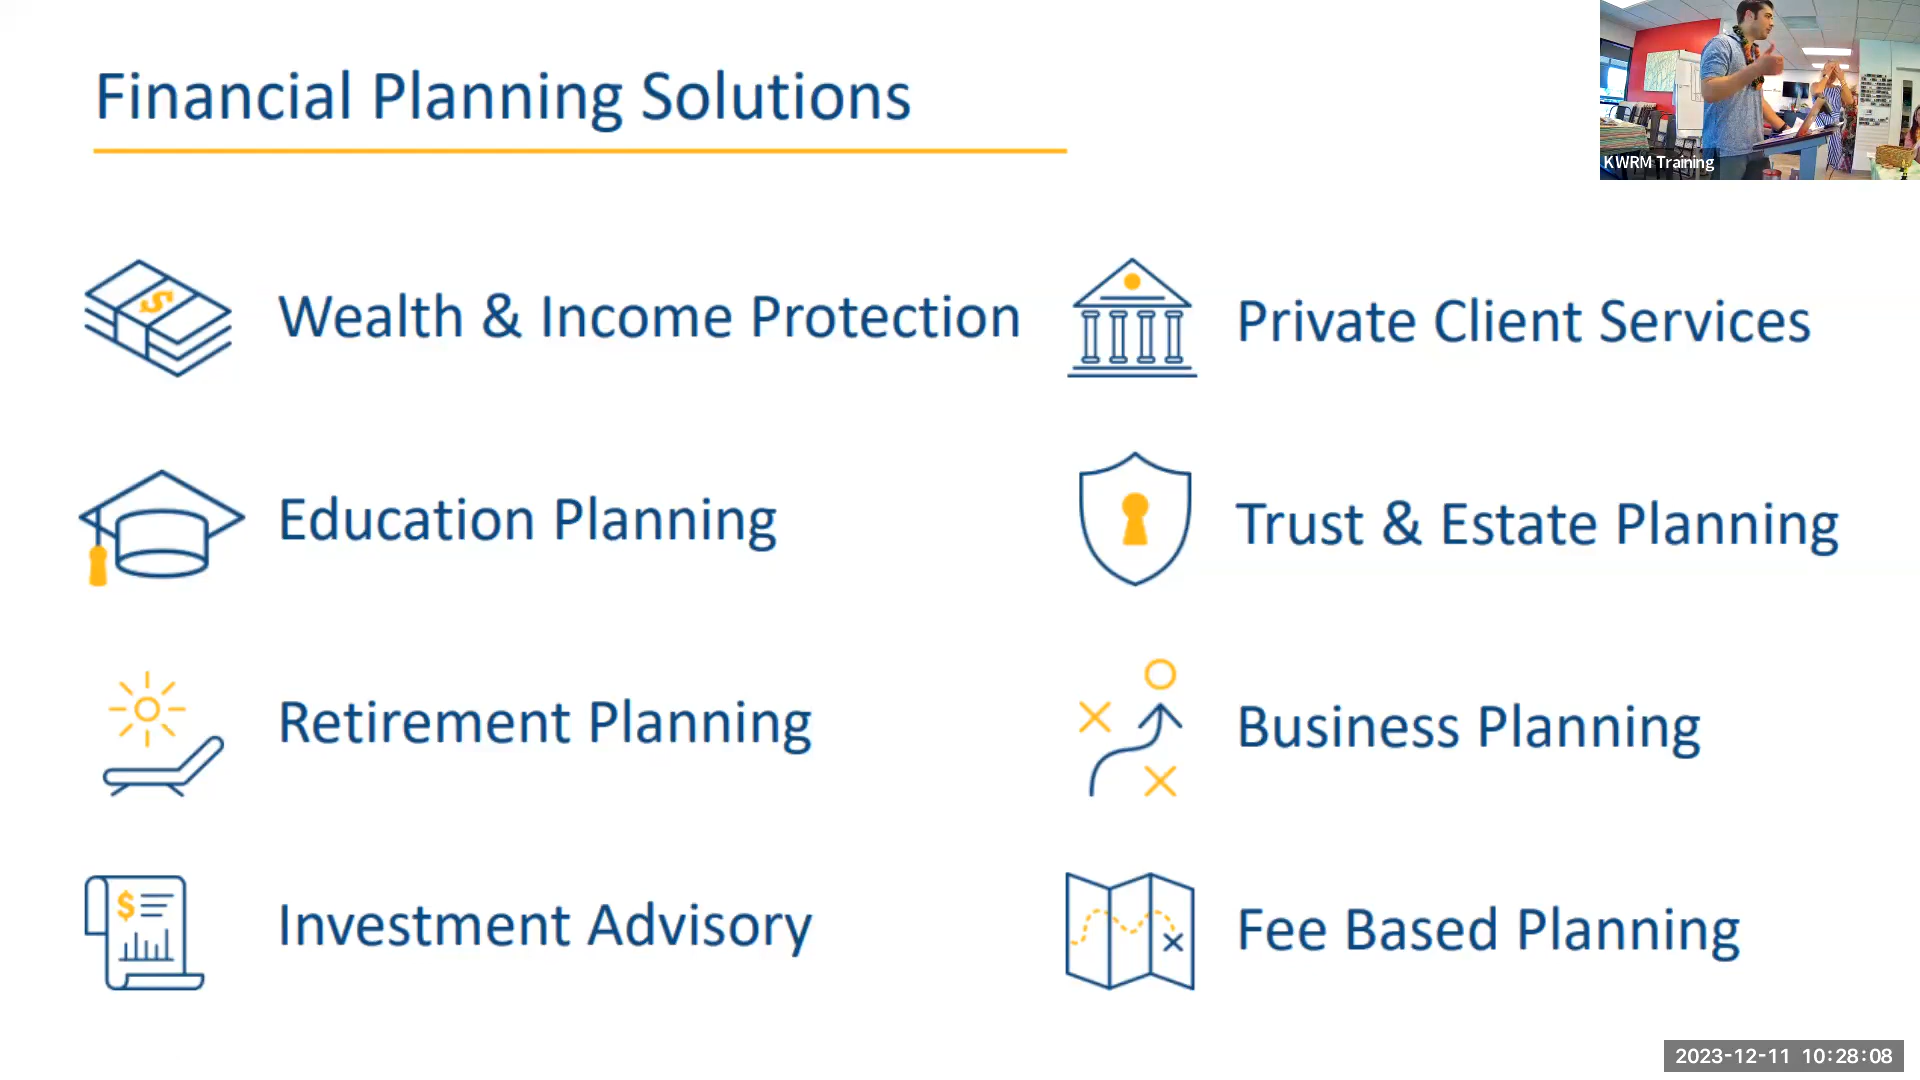 Financial Planning Solutions
KWRM Training
Wealth & Income Protection
Private Client Services
Education Planning
Trust & Estate Planning
Retirement Planning
Business Planning
Investment Advisory
Fee Based Planning
2023-12-11 10:28:08